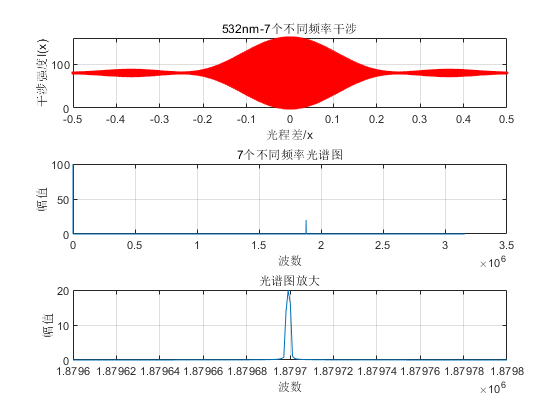 532nm-7个不同频率干涉
干涉强度I(x)
100
0
-0.5 -0.4 -0.3 -0.2 -0.1 0 0.1 0.2 0.3 0.4 0.5
光程差/x
7个不同频率光谱图
幅值
100
50
0
0 0.5 1 1.5 2 2.5 3 3.5
波数
×10^6
光谱图放大
幅值
20
10
0
1.8796 1.87962 1.87964 1.87966 1.87968 1.8797 1.87972 1.87974 1.87976 1.87978 1.8798
波数
×10^6